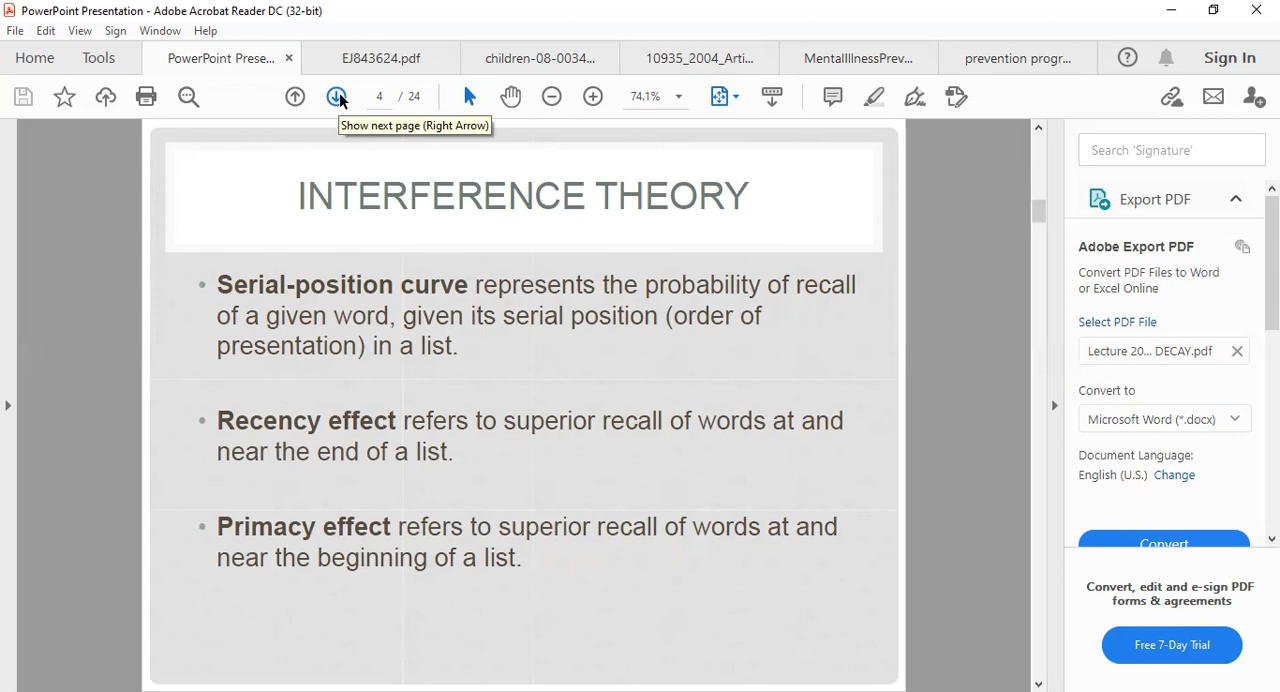 PowerPoint Presentation - Adobe Acrobat Reader DC (32-bit)
File Edit View Sign Window Help
Home Tools PowerPoint Prese... EJ843624.pdf children-08-0034... 10935_2004_Arti... MentalIllnessPrev... prevention progr... Sign In
4 / 24 74.1%
Show next page (Right Arrow)
INTERFERENCE THEORY
• Serial-position curve represents the probability of recall
of a given word, given its serial position (order of
presentation) in a list.
• Recency effect refers to superior recall of words at and
near the end of a list.
• Primacy effect refers to superior recall of words at and
near the beginning of a list.
Search 'Signature'
Export PDF
Adobe Export PDF
Convert PDF Files to Word
or Excel Online
Select PDF File
Lecture 20... DECAY.pdf
Convert to
Microsoft Word (*.docx)
Document Language:
English (U.S.) Change
Convert
Convert, edit and e-sign PDF
forms & agreements
Free 7-Day Trial